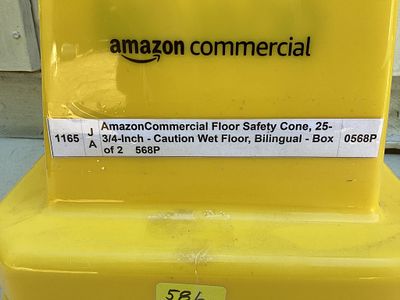 amazon commercial
1165 J A AmazonCommercial Floor Safety Cone, 25-
3/4-Inch - Caution Wet Floor, Bilingual - Box 0568P
of 2 568P